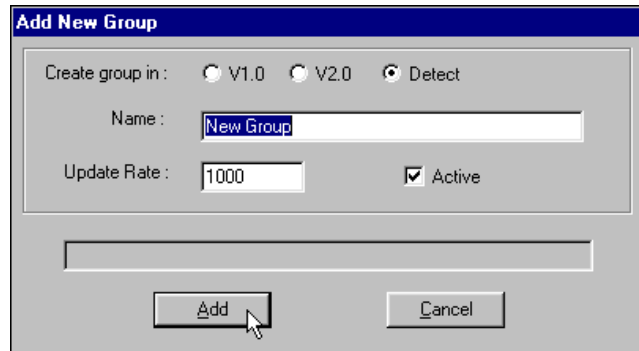 Add New Group
Create group in : V1.0 V2.0 Detect
Name : New Group
Update Rate : 1000 Active
Add Cancel